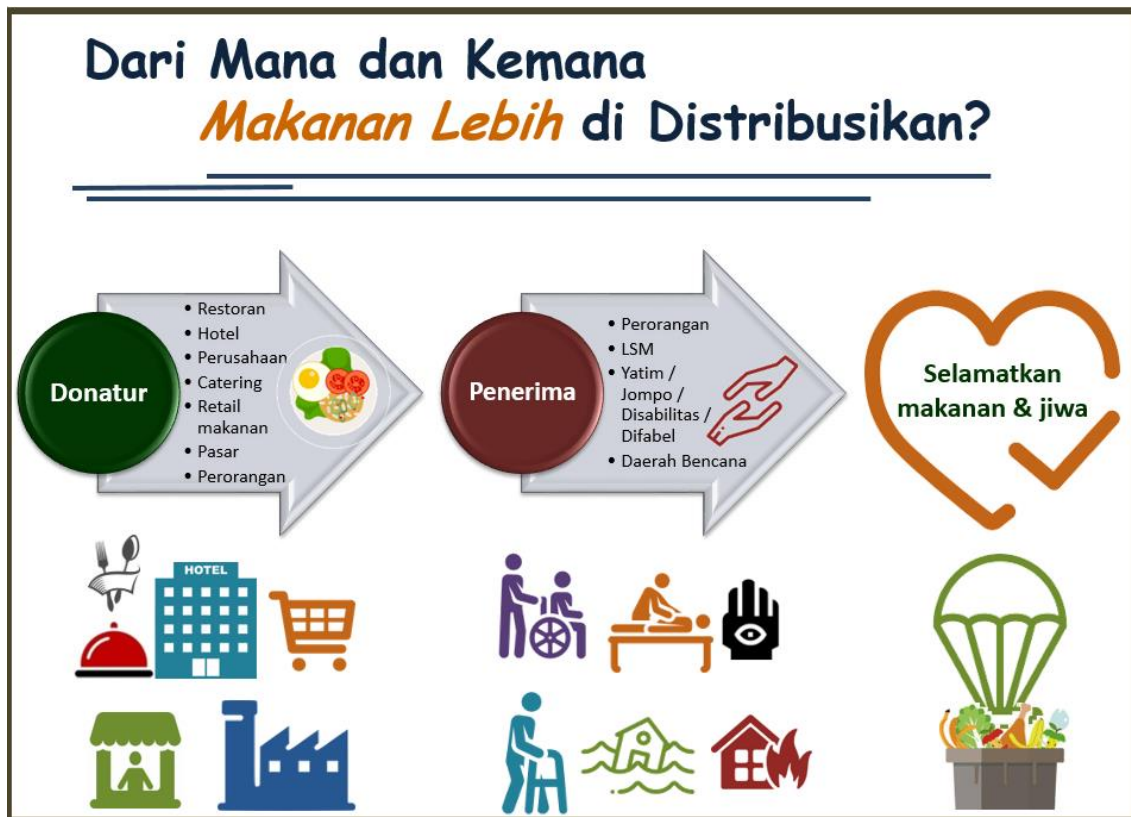 Dari Mana dan Kemana
Makanan Lebih di Distribusikan?
Donatur
• Restoran
• Hotel
• Perusahaan
• Catering
• Retail
makanan
• Pasar
• Perorangan
Penerima
• Perorangan
• LSM
• Yatim /
Jompo /
Disabilitas /
Difabel
• Daerah Bencana
Selamatkan
makanan & jiwa
HOTEL